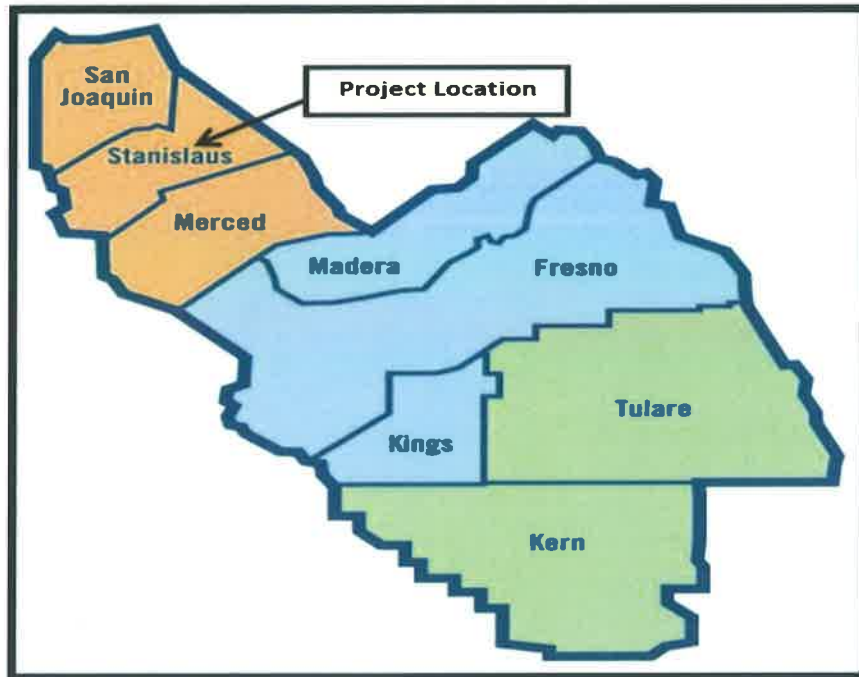 San
Joaquin
Project Location
Stanislaus
Merced
Madera
Fresno
Tulare
Kings
Kern